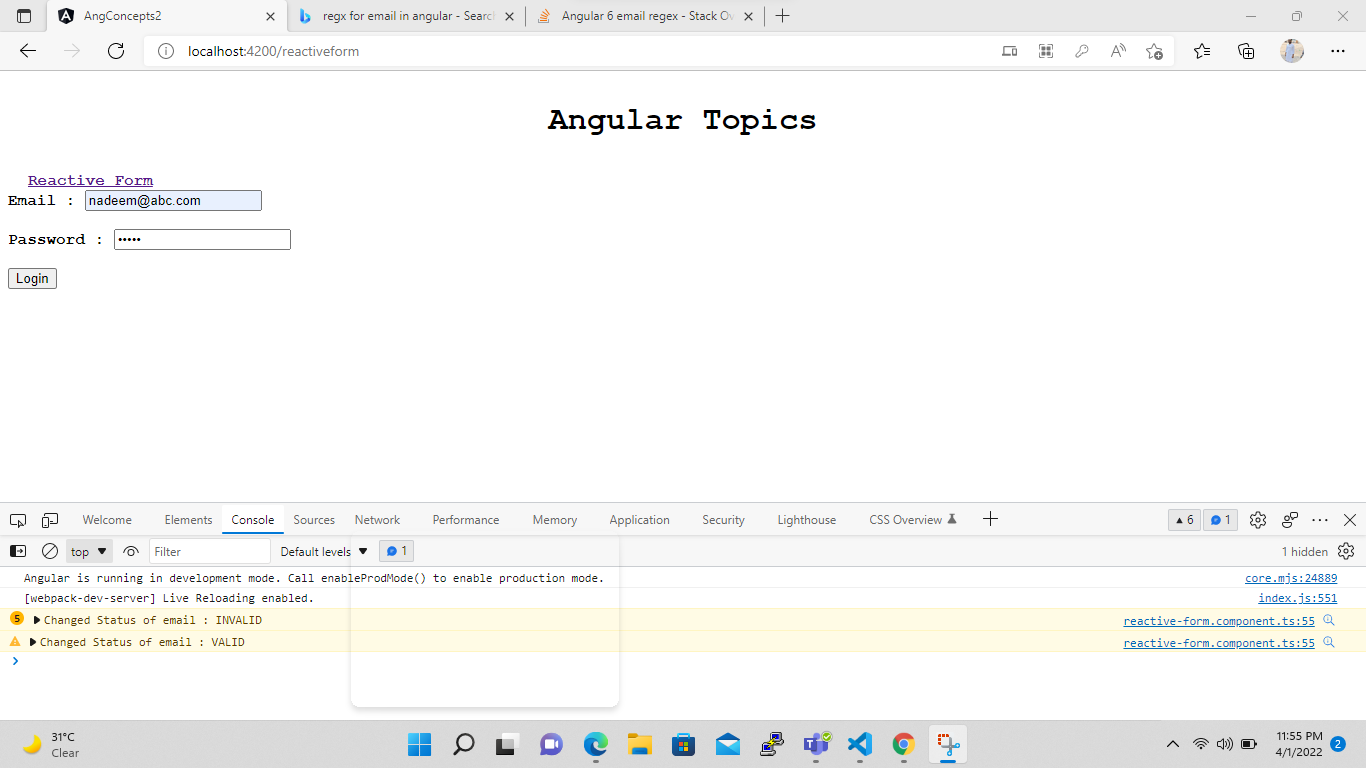 AngConcepts2
regx for email in angular - Searc
Angular 6 email regex - Stack Ov
localhost:4200/reactiveform
Angular Topics
Reactive Form
Email : nadeem@abc.com
Password : •••••
Login
Welcome Elements Console Sources Network Performance Memory Application Security Lighthouse CSS Overview 6 1
top Filter Default levels 1 1 hidden
Angular is running in development mode. Call enableProdMode() to enable production mode. core.mjs:24889
[webpack-dev-server] Live Reloading enabled. index.js:551
5 Changed Status of email : INVALID reactive-form.component.ts:55
Changed Status of email : VALID reactive-form.component.ts:55
31°C
Clear
11:55 PM
4/1/2022
2